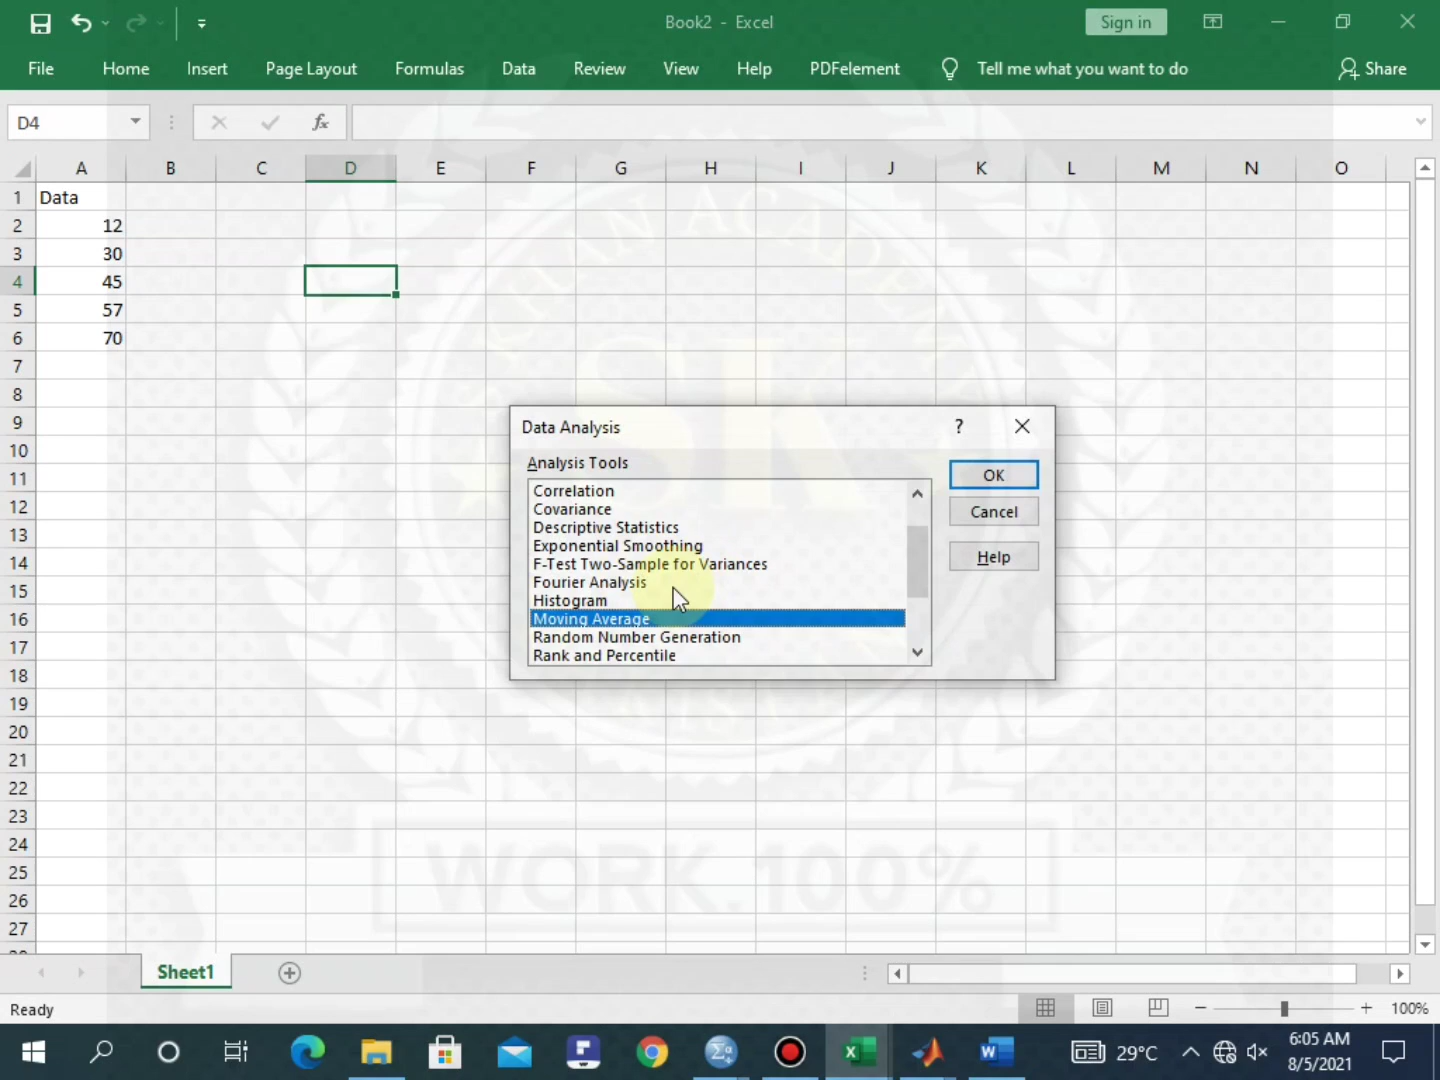 Book2 - Excel
Sign in
File Home Insert Page Layout Formulas Data Review View Help PDFelement Tell me what you want to do Share
D4 fx
A B C D E F G H I J K L M N O
1 Data
2 12
3 30
4 45
5 57
6 70
7
8
9
10
11
12
13
14
15
16
17
18
19
20
21
22
23
24
25
26
27
Data Analysis ?
Analysis Tools
Correlation
Covariance
Descriptive Statistics
Exponential Smoothing
F-Test Two-Sample for Variances
Fourier Analysis
Histogram
Moving Average
Random Number Generation
Rank and Percentile
OK
Cancel
Help
SK
WORK.100%
Sheet1
Ready
100%
29°C
6:05 AM
8/5/2021